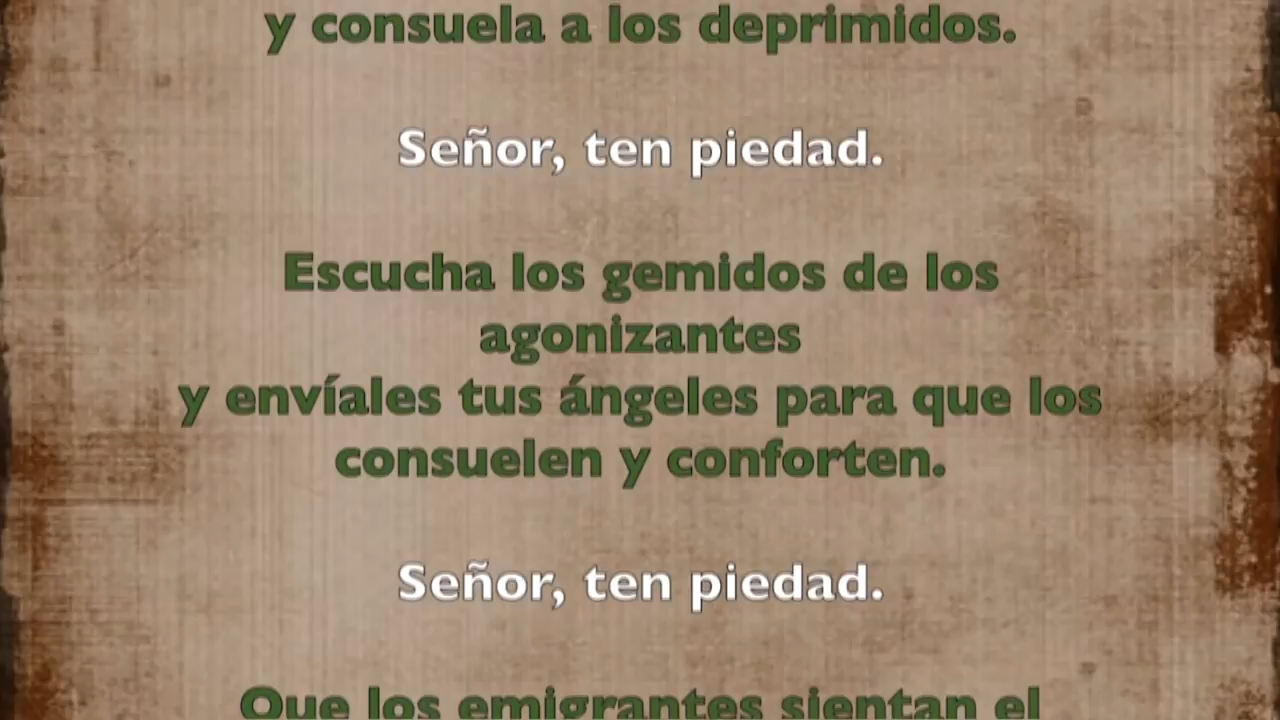 y consuela a los deprimidos.
Señor, ten piedad.
Escucha los gemidos de los
agonizantes
y envíales tus ángeles para que los
consuelen y conforten.
Señor, ten piedad.
Que los emigrantes sientan el